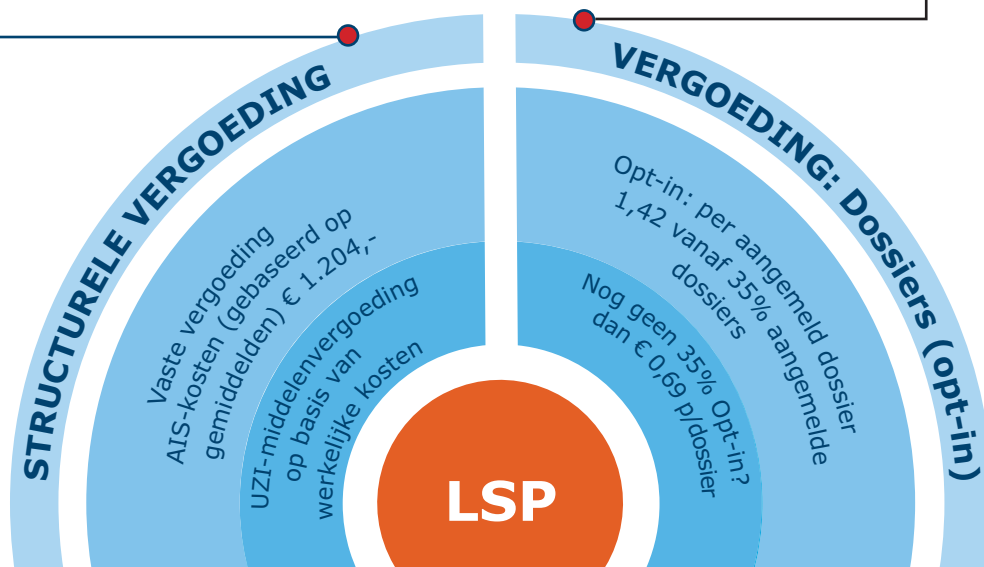 STRUCTURELE VERGOEDING
Vaste vergoeding
AIS-kosten (gebaseerd op
gemiddelden) € 1.204,-
UZI-middelenvergoeding
op basis van
werkelijke kosten
VERGOEDING: Dossiers (opt-in)
Opt-in: per aangemeld dossier
1,42 vanaf 35% aangemelde
dossiers
Nog geen 35% Opt-in?
dan € 0,69 p/dossier
LSP